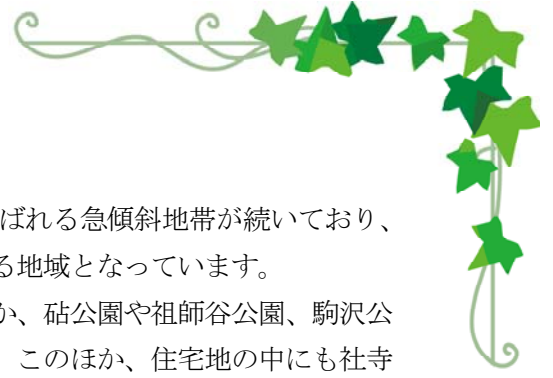 ばれる急傾斜地帯が続いており、
る地域となっています。
か、砧公園や祖師谷公園、駒沢公
このほか、住宅地の中にも社寺